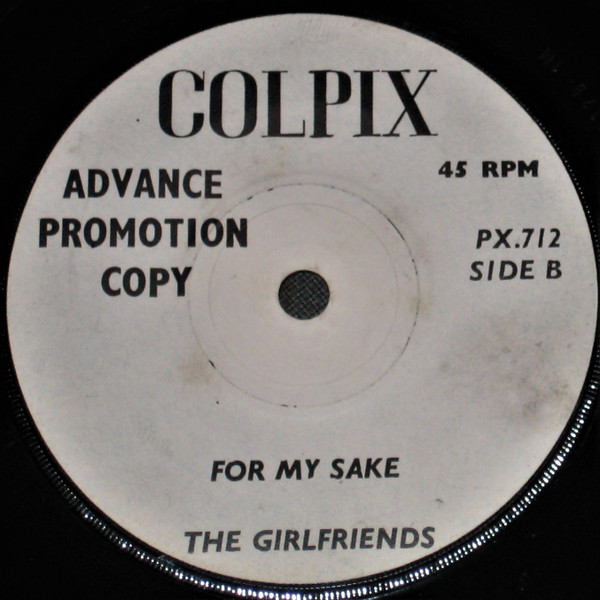 COLPIX
ADVANCE
PROMOTION
COPY
45 RPM
PX.712
SIDE B
FOR MY SAKE
THE GIRLFRIENDS